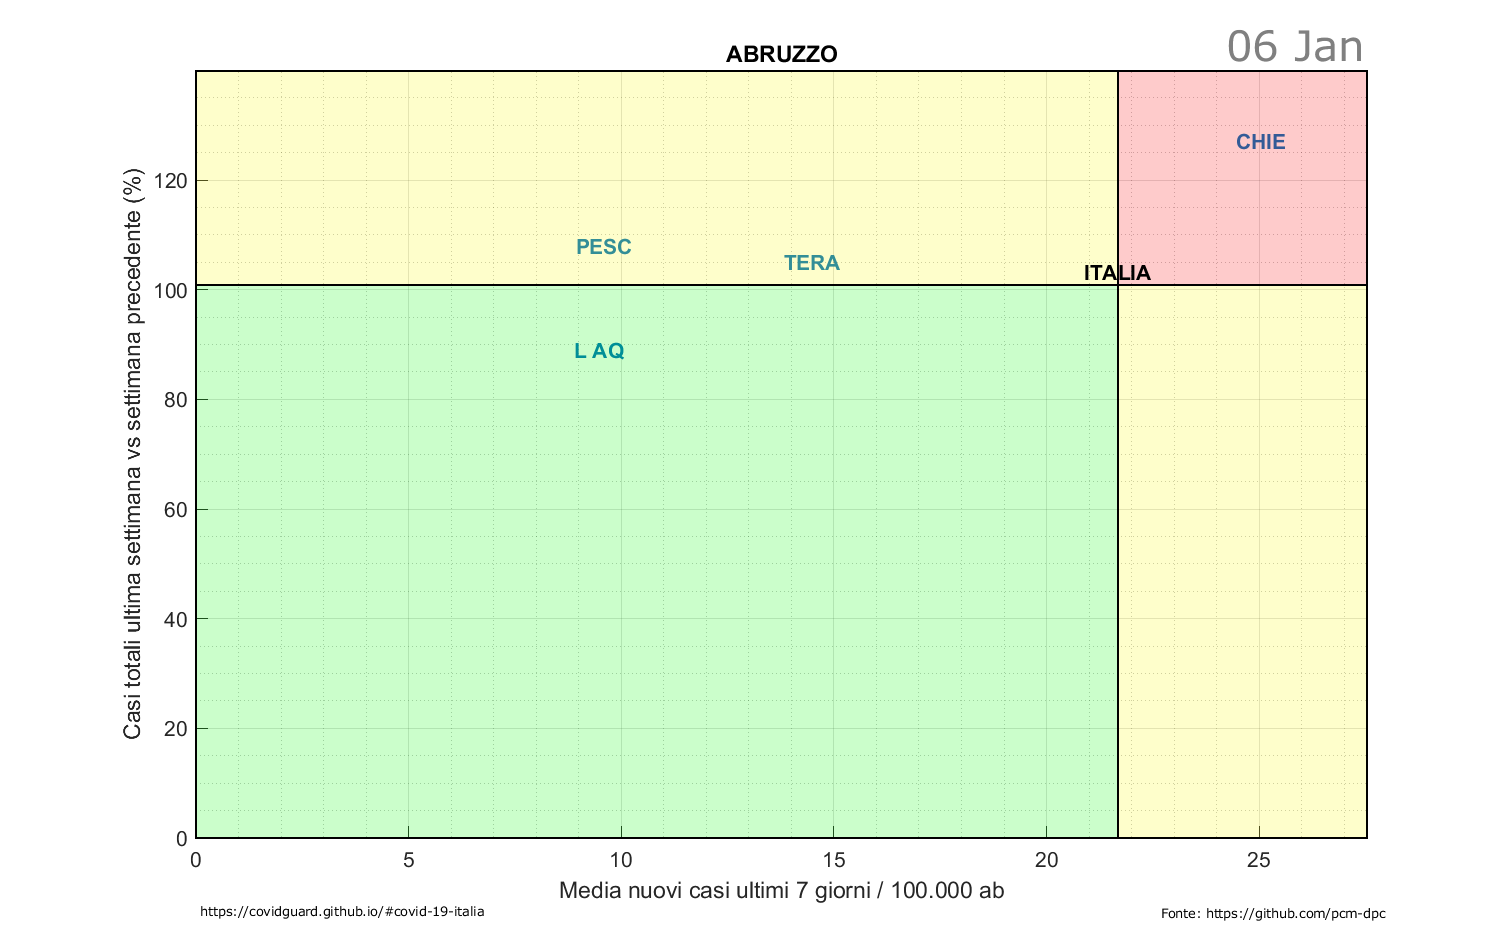 ABRUZZO
06 Jan
CHIE
PESC
TERA
ITALIA
L AQ
Casi totali ultima settimana vs settimana precedente (%)
120
100
80
60
40
20
0
0 5 10 15 20 25
Media nuovi casi ultimi 7 giorni / 100.000 ab
https://covidguard.github.io/#covid-19-italia
Fonte: https://github.com/pcm-dpc